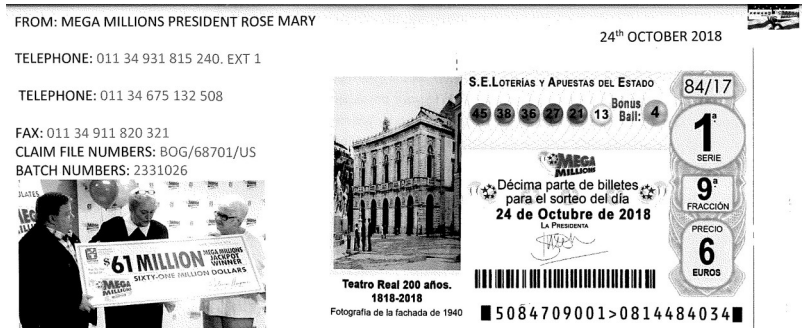 FROM: MEGA MILLIONS PRESIDENT ROSE MARY
24th OCTOBER 2018
TELEPHONE: 011 34 931 815 240. EXT 1
TELEPHONE: 011 34 675 132 508
FAX: 011 34 911 820 321
CLAIM FILE NUMBERS: BOG/68701/US
BATCH NUMBERS: 2331026
$61 MILLION MEGA MILLIONS JACKPOT WINNER
SIXTY-ONE MILLION DOLLARS
MEGA MILLIONS
Teatro Real 200 años.
1818-2018
Fotografia de la fachada de 1940
S.E.LOTERÍAS Y APUESTAS DEL ESTADO
45 38 36 27 21 13 Bonus Ball: 4
MEGA MILLIONS
Décima parte de billetes
para el sorteo del día
24 de Octubre de 2018
LA PRESIDENTA
5084709001>0814484034
84/17
1ª
SERIE
9ª
FRACCIÓN
PRECIO
6
EUROS